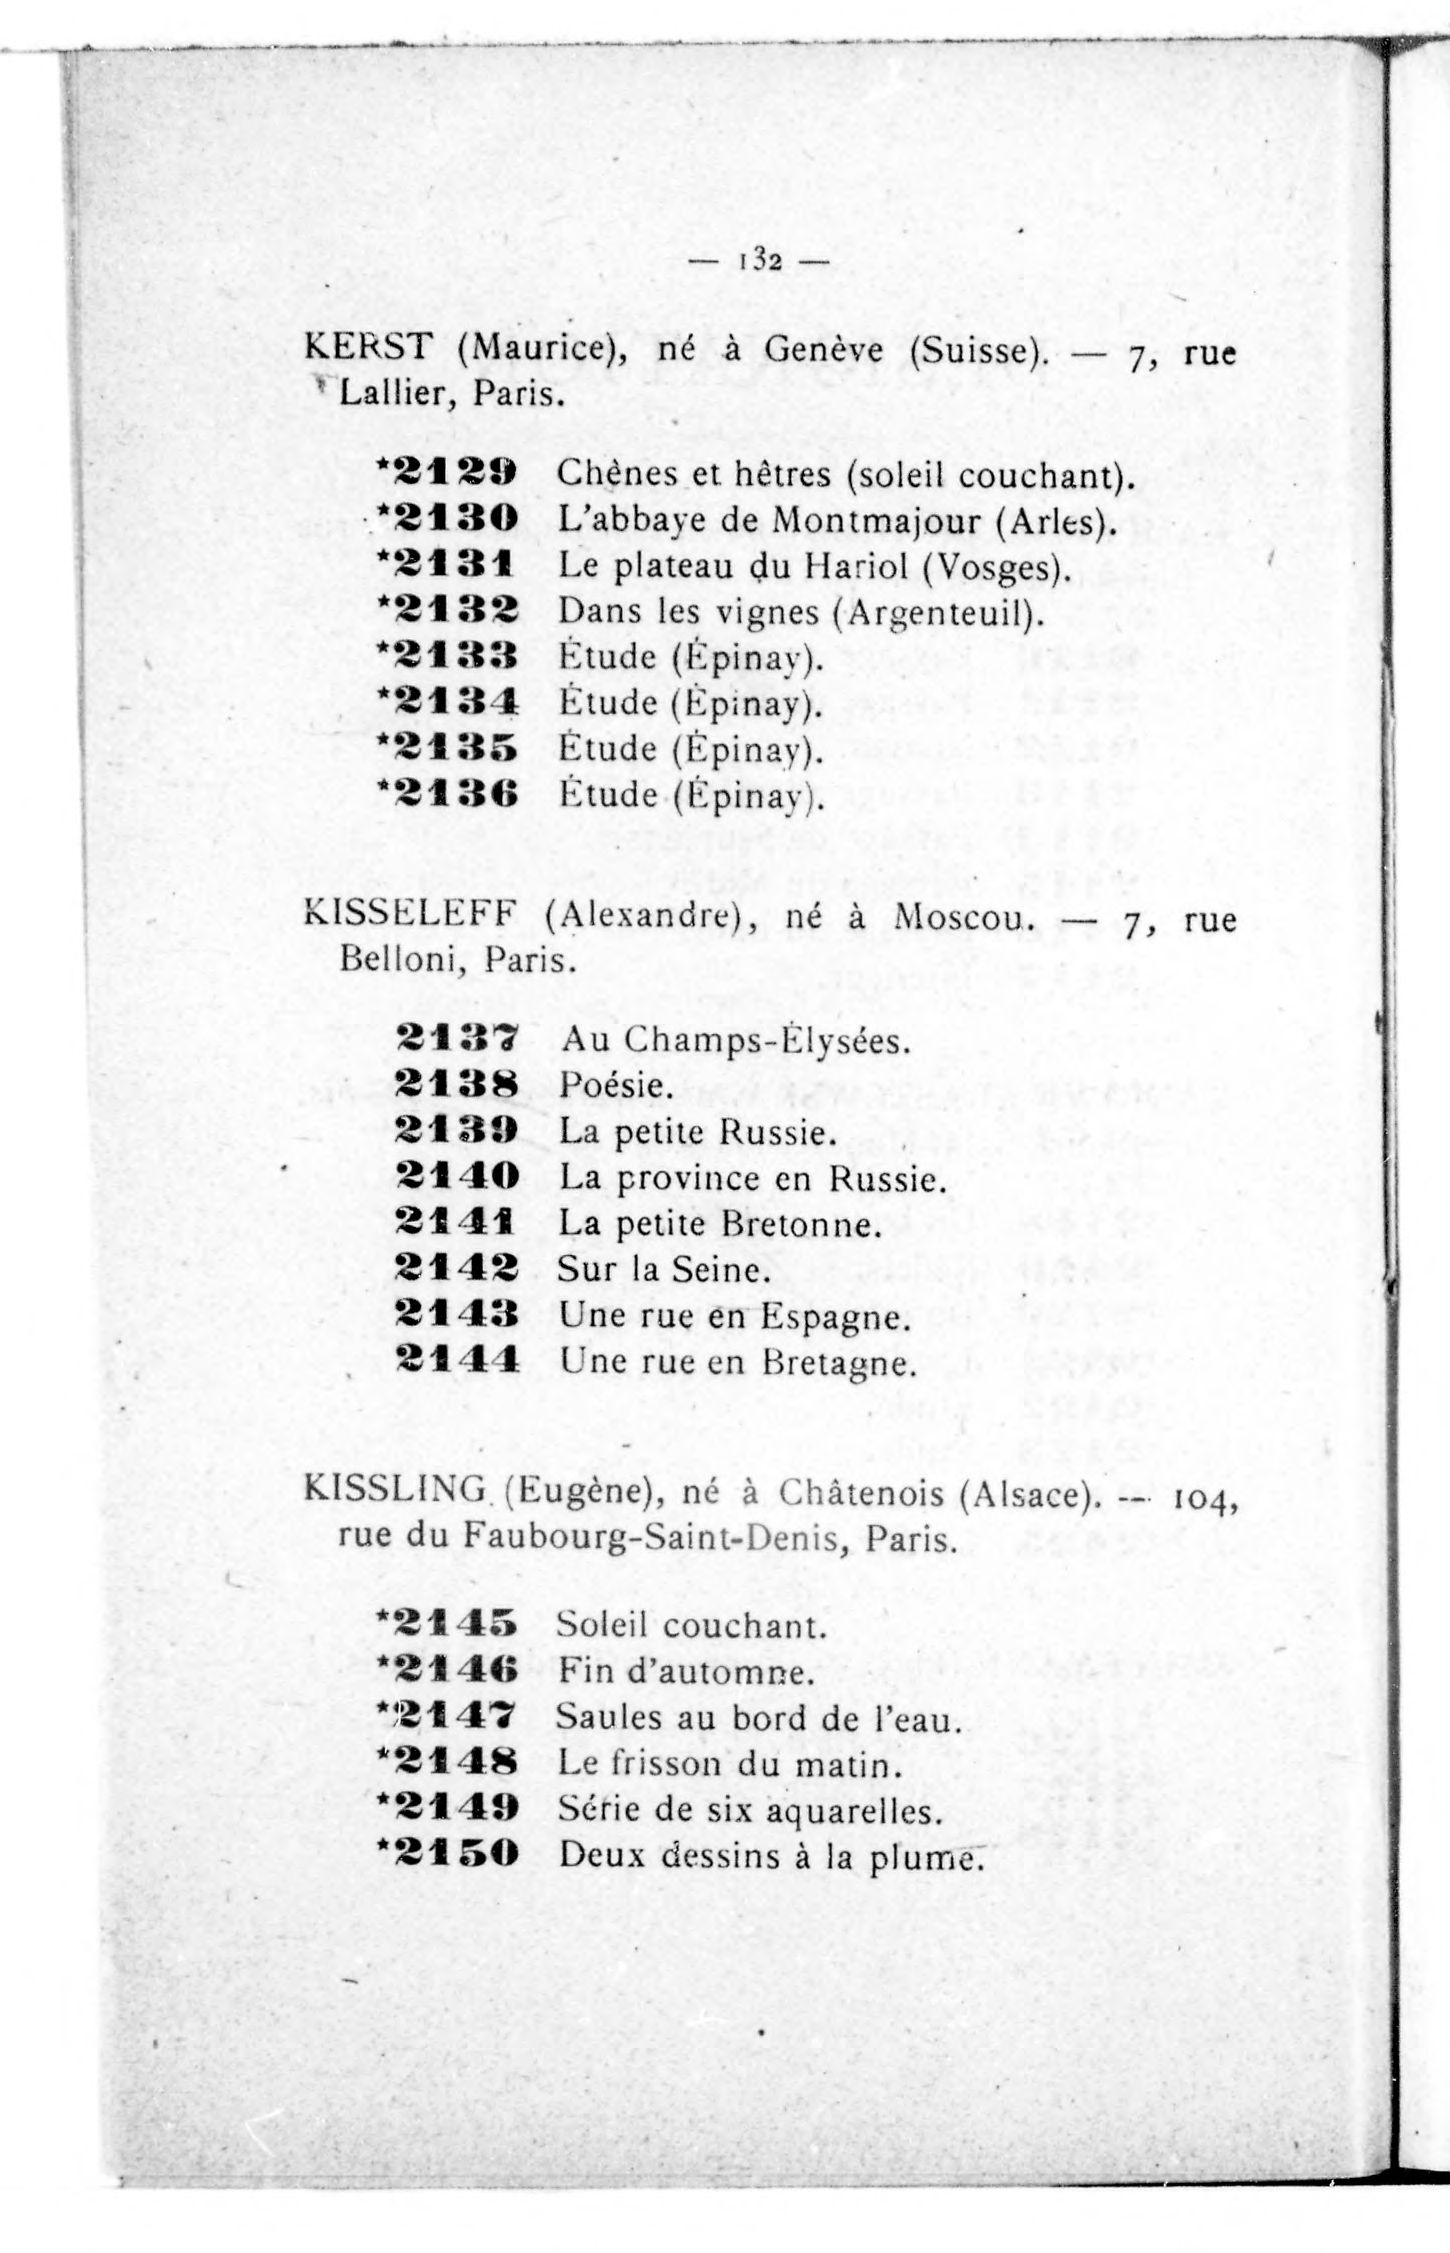 — 132 —
KERST (Maurice), né à Genève (Suisse). — 7, rue
Lallier, Paris.
*2129 Chênes et hêtres (soleil couchant).
*2130 L'abbaye de Montmajour (Arles).
*2131 Le plateau du Hariol (Vosges).
*2132 Dans les vignes (Argenteuil).
*2133 Étude (Épinay).
*2134 Étude (Épinay).
*2135 Étude (Épinay).
*2136 Étude (Épinay).
KISSELEFF (Alexandre), né à Moscou. — 7, rue
Belloni, Paris.
2137 Au Champs-Élysées.
2138 Poésie.
2139 La petite Russie.
2140 La province en Russie.
2141 La petite Bretonne.
2142 Sur la Seine.
2143 Une rue en Espagne.
2144 Une rue en Bretagne.
KISSLING (Eugène), né à Châtenois (Alsace). — 104,
rue du Faubourg-Saint-Denis, Paris.
*2145 Soleil couchant.
*2146 Fin d'automne.
*2147 Saules au bord de l'eau.
*2148 Le frisson du matin.
*2149 Série de six aquarelles.
*2150 Deux dessins à la plume.